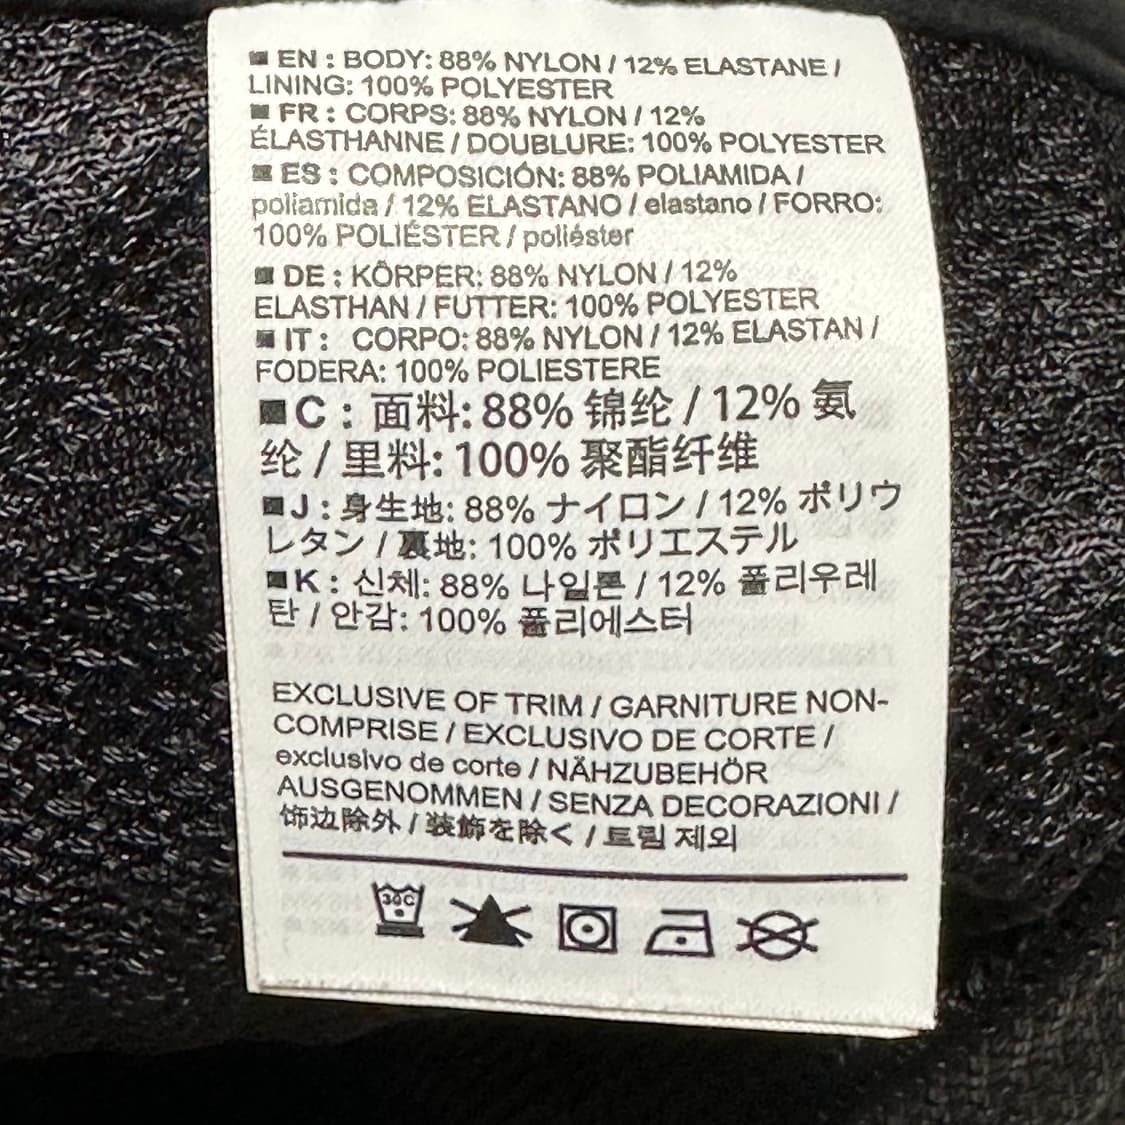 ■ EN : BODY: 88% NYLON / 12% ELASTANE /
LINING: 100% POLYESTER
■ FR : CORPS: 88% NYLON / 12%
ÉLASTHANNE / DOUBLURE: 100% POLYESTER
■ ES : COMPOSICIÓN: 88% POLIAMIDA /
poliamida / 12% ELASTANO / elastano / FORRO:
100% POLIÉSTER / poliéster
■ DE : KÖRPER: 88% NYLON / 12%
ELASTHAN / FUTTER: 100% POLYESTER
■ IT : CORPO: 88% NYLON / 12% ELASTAN /
FODERA: 100% POLIESTERE
■ C : 面料: 88% 锦纶 / 12% 氨
纶 / 里料: 100% 聚酯纤维
■ J : 身生地: 88% ナイロン / 12% ポリウ
レタン / 裏地: 100% ポリエステル
■ K : 신체: 88% 나일론 / 12% 폴리우레
탄 / 안감: 100% 폴리에스터
EXCLUSIVE OF TRIM / GARNITURE NON-
COMPRISE / EXCLUSIVO DE CORTE /
exclusivo de corte / NÄHZUBEHÖR
AUSGENOMMEN / SENZA DECORAZIONI /
饰边除外 / 装飾を除く / 트림 제외
30C